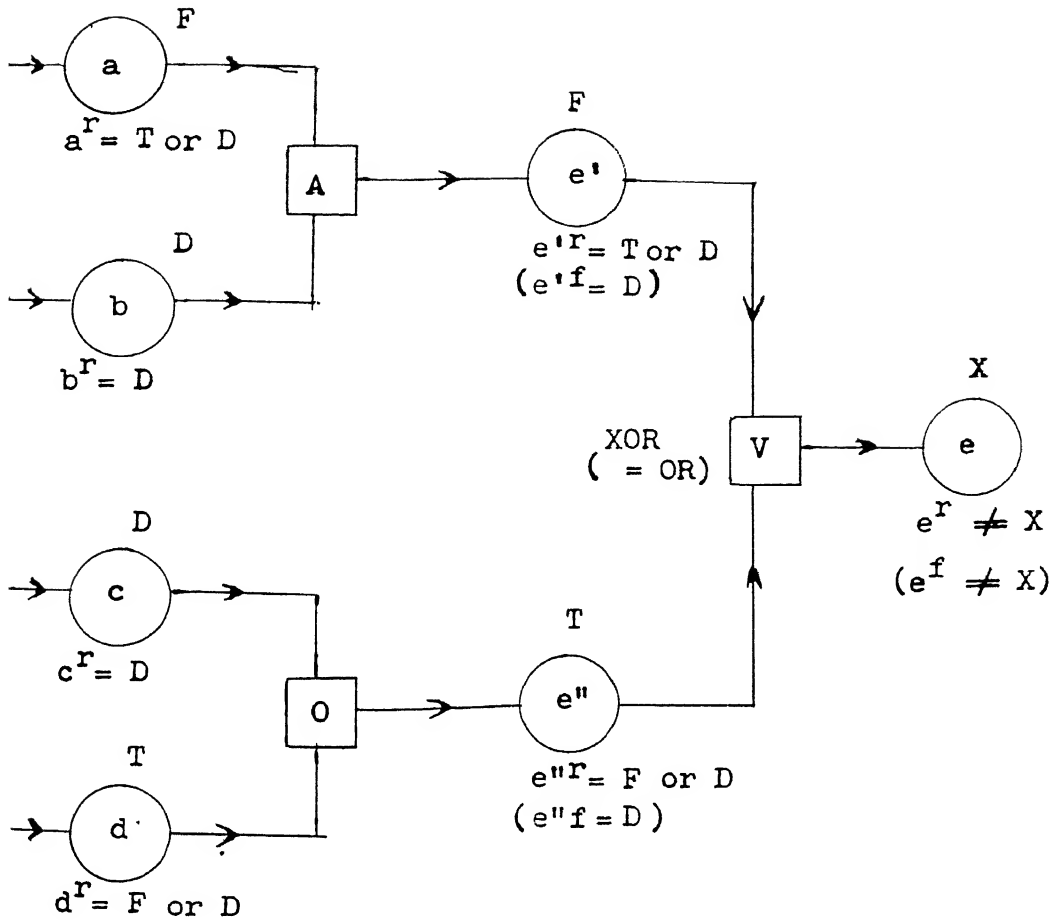 F
a
a^r = T or D
A
D
b
b^r = D
F
e'
e'^r = T or D
(e'^f = D)
XOR
( = OR)
V
X
e
e^r ≠ X
(e^f ≠ X)
D
c
c^r = D
O
T
d
d^r = F or D
T
e"
e"^r = F or D
(e"f = D)